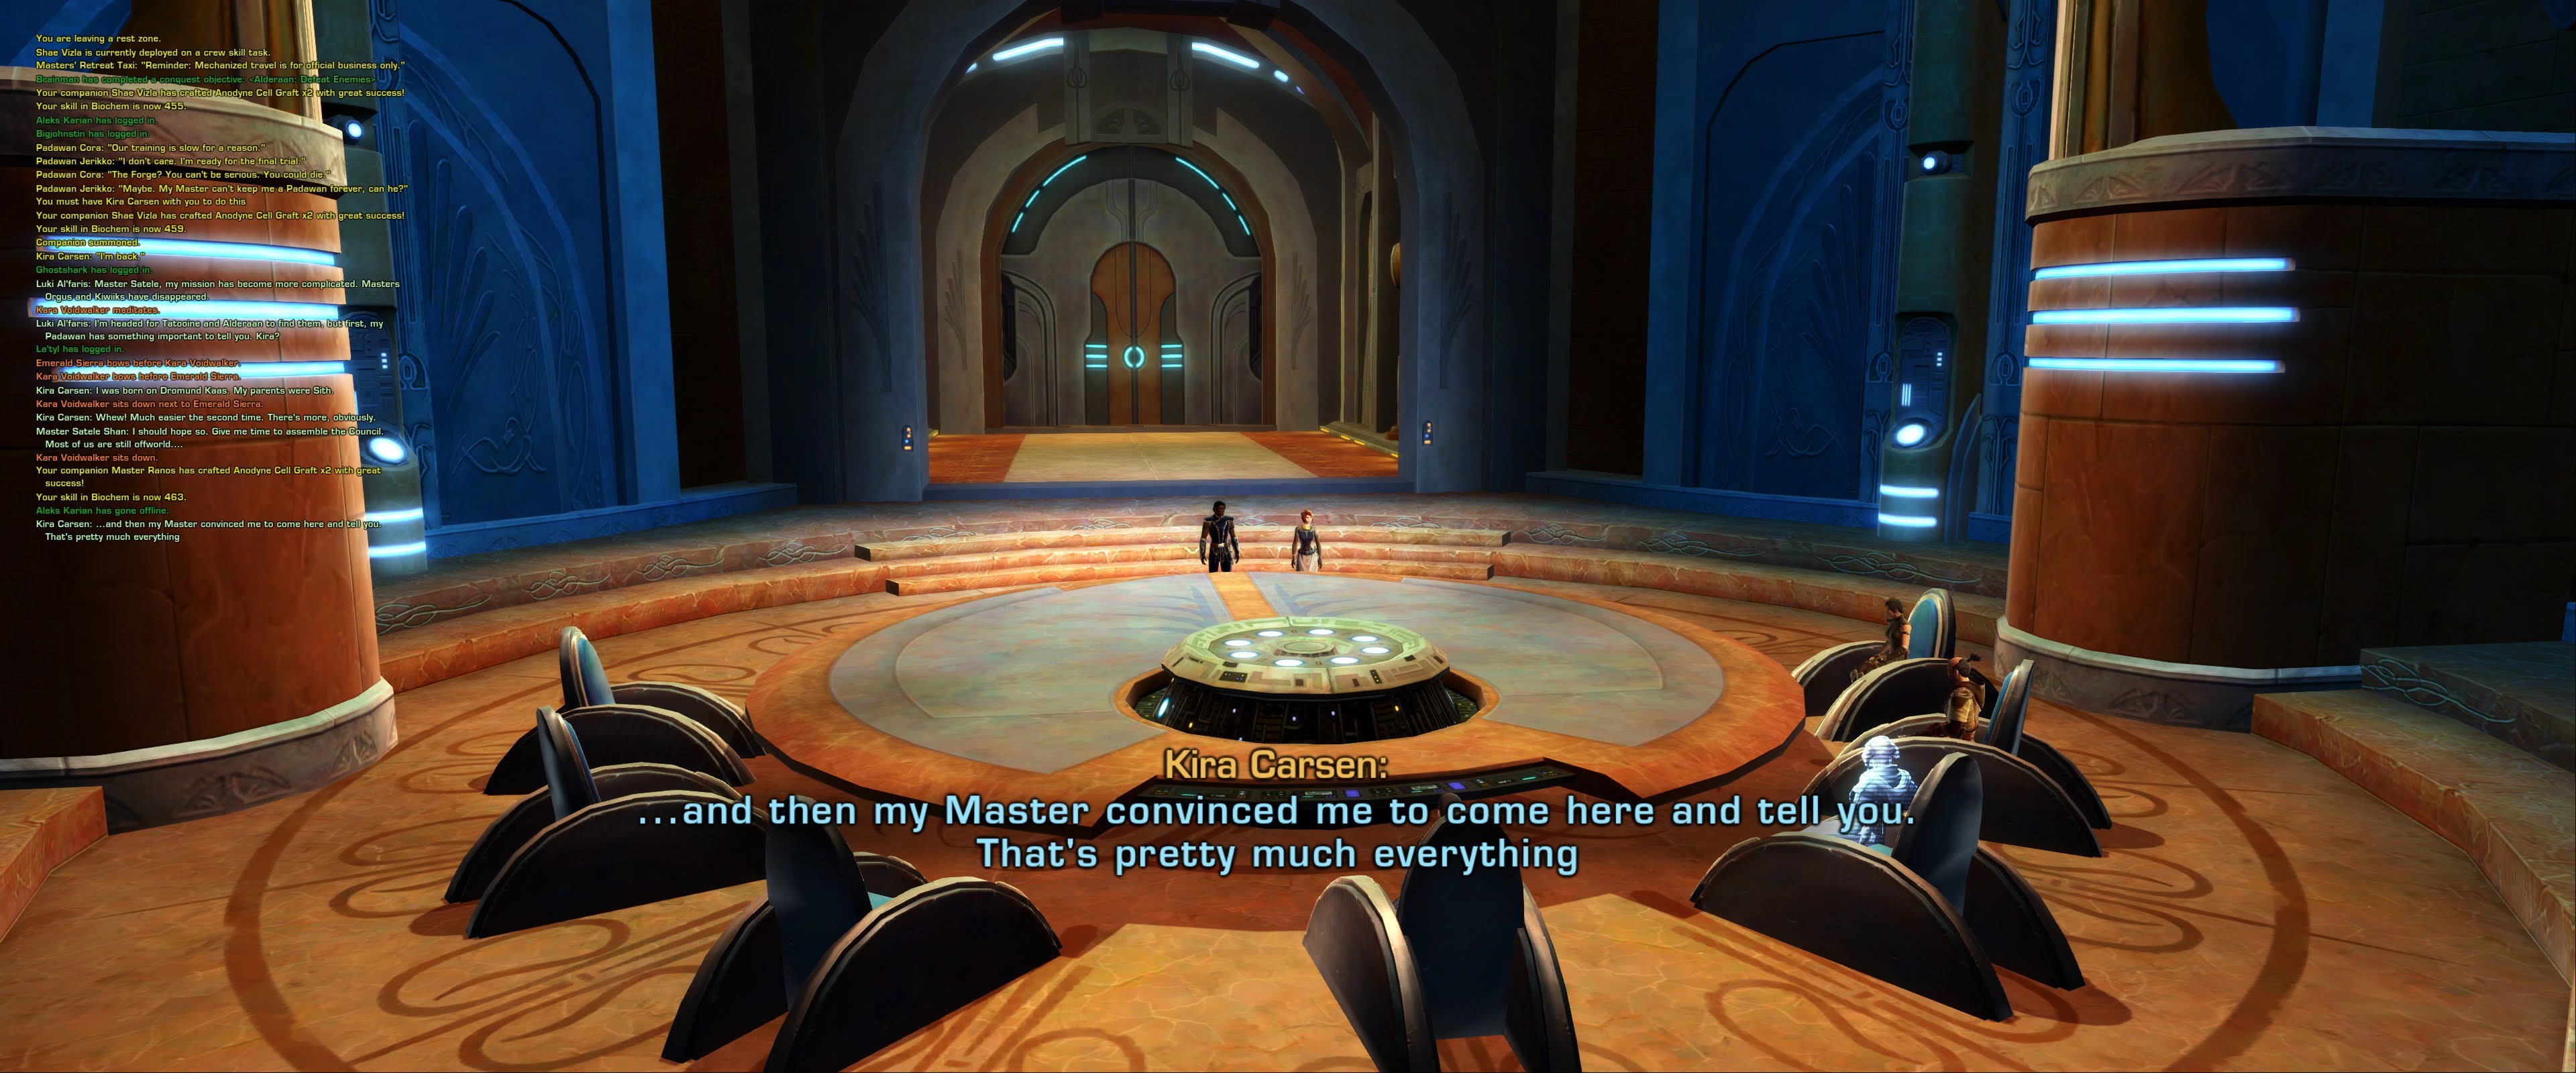 You are leaving a rest zone.
Shae Vizla is currently deployed on a crew skill task.
Masters' Retreat Taxi: "Reminder: Mechanized travel is for official business only."
Brainman has completed a conquest objective: <Alderaan: Defeat Enemies>
Your companion Shae Vizla has crafted Anodyne Cell Graft x2 with great success!
Your skill in Biochem is now 455.
Aleks Karian has logged in.
Bigjohnstin has logged in.
Padawan Cora: "Our training is slow for a reason."
Padawan Jerikko: "I don't care. I'm ready for the final trial."
Padawan Cora: "The Forge? You can't be serious. You could die."
Padawan Jerikko: "Maybe. My Master can't keep me a Padawan forever, can he?"
You must have Kira Carsen with you to do this
Your companion Shae Vizla has crafted Anodyne Cell Graft x2 with great success!
Your skill in Biochem is now 459.
Companion summoned.
Kira Carsen: "I'm back."
Ghostshark has logged in.
Luki Al'faris: Master Satele, my mission has become more complicated. Masters
Orgus and Kiwiiks have disappeared.
Kara Voidwalker meditates.
Luki Al'faris: I'm headed for Tatooine and Alderaan to find them, but first, my
Padawan has something important to tell you. Kira?
La'tyl has logged in.
Emerald Sierra bows before Kara Voidwalker.
Kara Voidwalker bows before Emerald Sierra.
Kira Carsen: I was born on Dromund Kaas. My parents were Sith.
Kara Voidwalker sits down next to Emerald Sierra.
Kira Carsen: Whew! Much easier the second time. There's more, obviously.
Master Satele Shan: I should hope so. Give me time to assemble the Council.
Most of us are still offworld....
Kara Voidwalker sits down.
Your companion Master Ranos has crafted Anodyne Cell Graft x2 with great
success!
Your skill in Biochem is now 463.
Aleks Karian has gone offline.
Kira Carsen: ...and then my Master convinced me to come here and tell you.
That's pretty much everything
Kira Carsen:
...and then my Master convinced me to come here and tell you.
That's pretty much everything